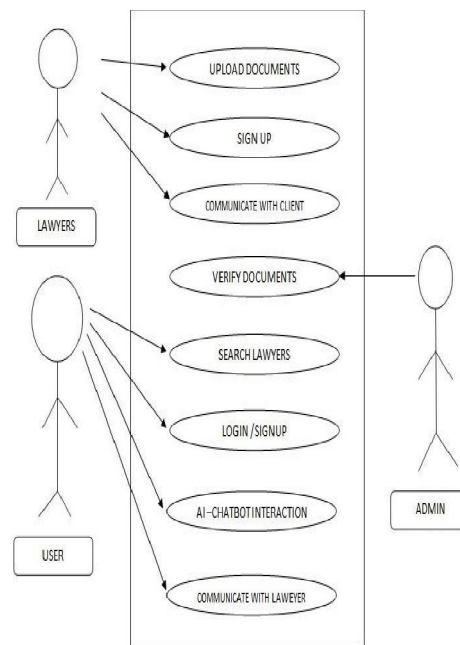 UPLOAD DOCUMENTS
SIGN UP
COMMUNICATE WITH CLIENT
LAWYERS
VERIFY DOCUMENTS
SEARCH LAWYERS
LOGIN /SIGNUP
AI-CHATBOT INTERACTION
ADMIN
USER
COMMUNICATE WITH LAWEYER